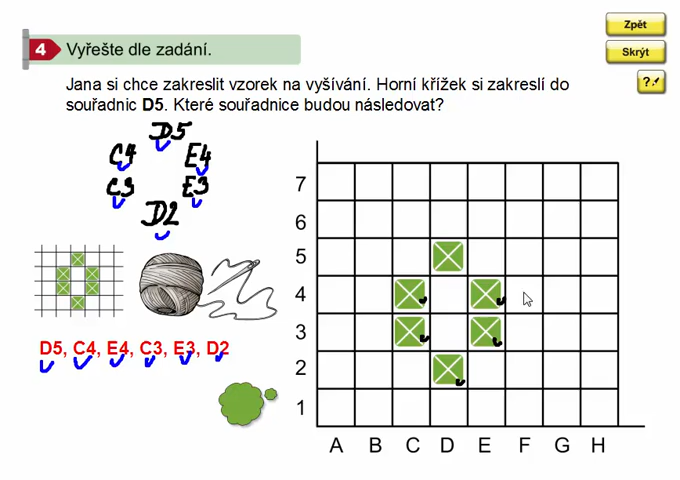 Zpět
4 Vyřešte dle zadání.
Skrýt
?
Jana si chce zakreslit vzorek na vyšívání. Horní křížek si zakreslí do
souřadnic D5. Které souřadnice budou následovat?
D5
C4 E4
C3 E3
D2
7
6
5
4
3
2
1
A B C D E F G H
D5, C4, E4, C3, E3, D2